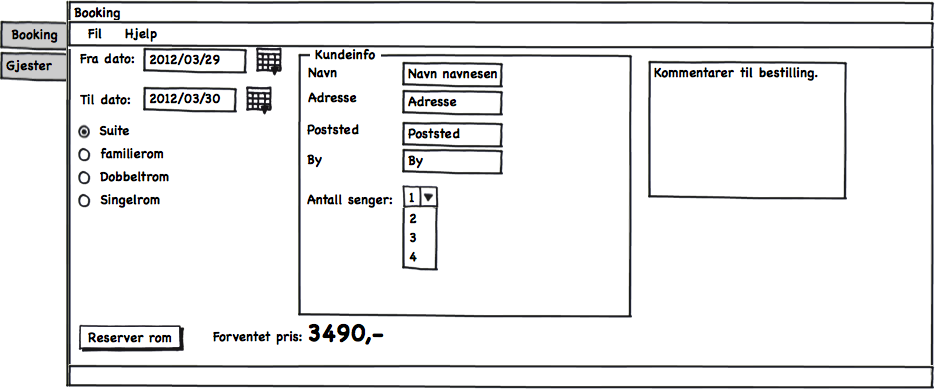 Booking
Booking
Gjester
Fil Hjelp
Fra dato: 2012/03/29
Til dato: 2012/03/30
Suite
familierom
Dobbeltrom
Singelrom
Kundeinfo
Navn Navn navnesen
Adresse Adresse
Poststed Poststed
By By
Antall senger: 1
2
3
4
Kommentarer til bestilling.
Reserver rom
Forventet pris: 3490,-